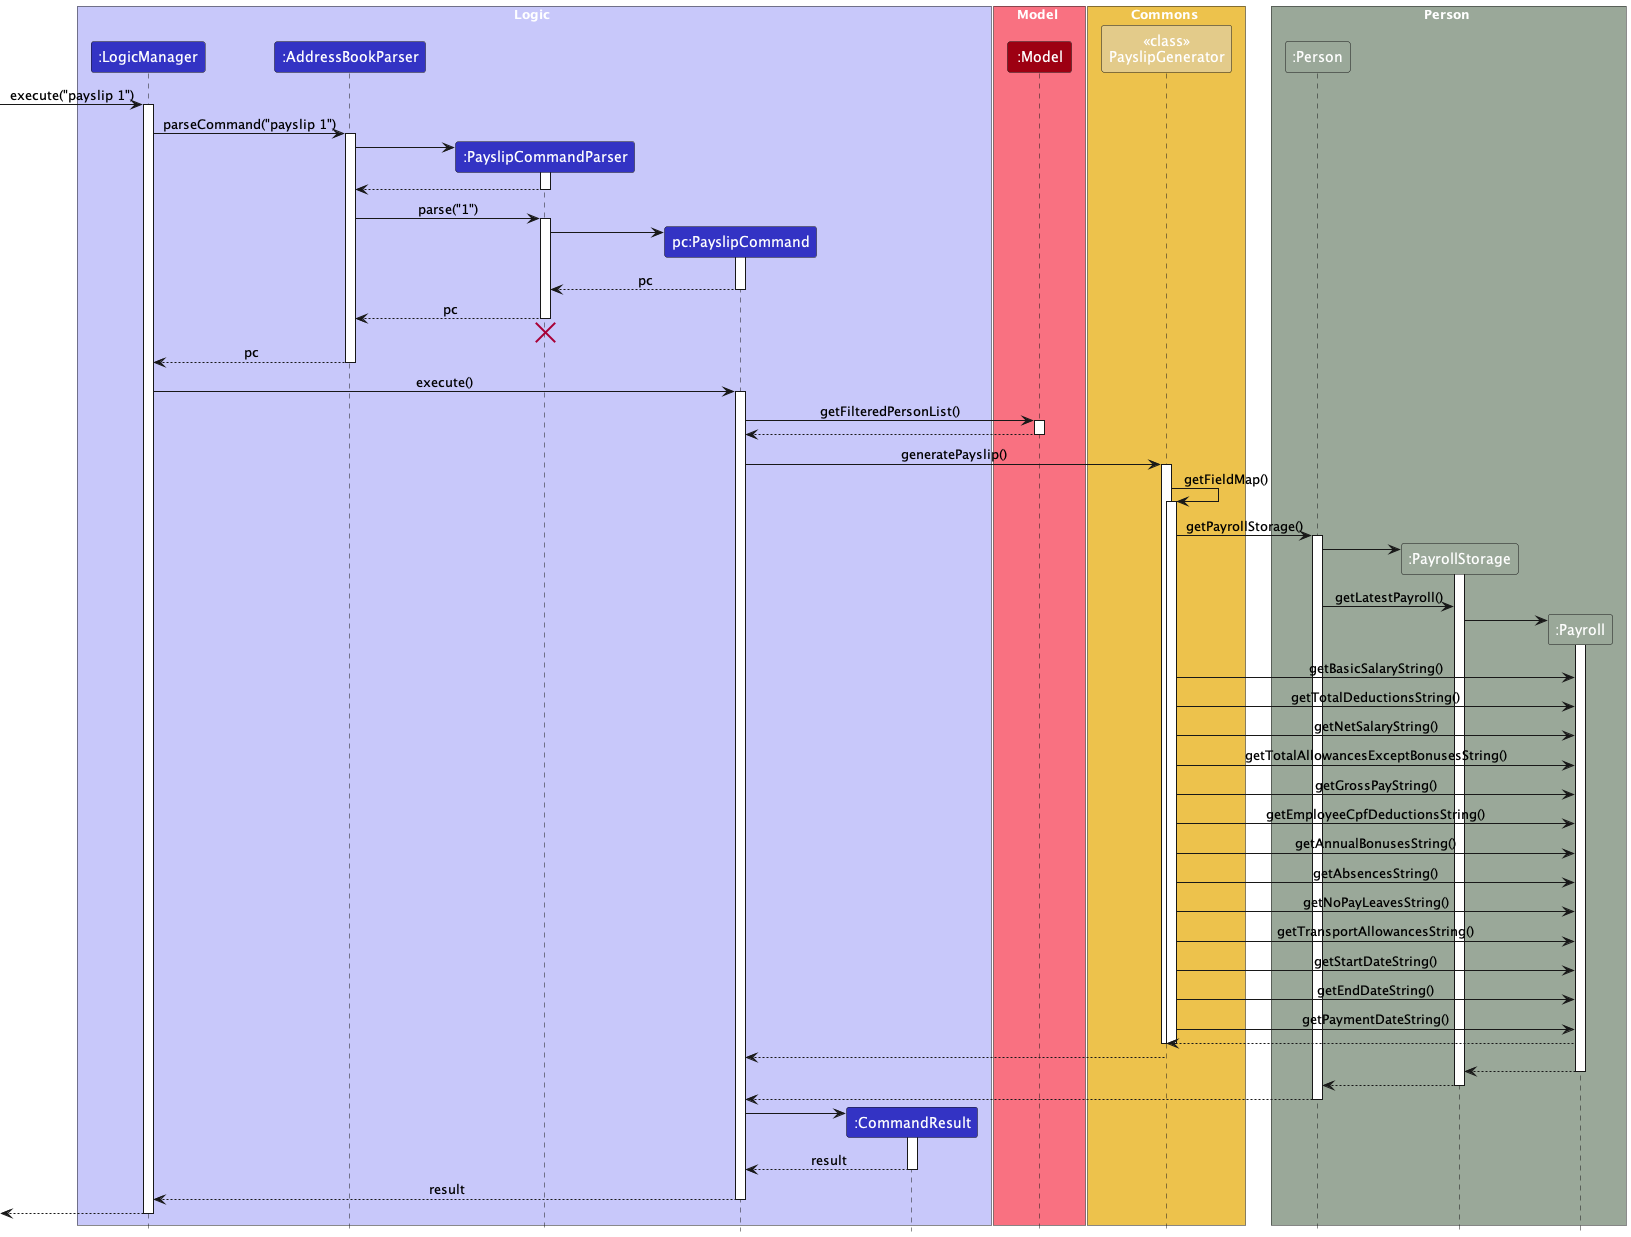 Logic
Model
Commons
Person
:LogicManager
:AddressBookParser
:Model
«class»
PayslipGenerator
:Person
execute("payslip 1")
parseCommand("payslip 1")
:PayslipCommandParser
parse("1")
pc:PayslipCommand
pc
pc
pc
execute()
getFilteredPersonList()
generatePayslip()
getFieldMap()
getPayrollStorage()
:PayrollStorage
getLatestPayroll()
:Payroll
getBasicSalaryString()
getTotalDeductionsString()
getNetSalaryString()
getTotalAllowancesExceptBonusesString()
getGrossPayString()
getEmployeeCpfDeductionsString()
getAnnualBonusesString()
getAbsencesString()
getNoPayLeavesString()
getTransportAllowancesString()
getStartDateString()
getEndDateString()
getPaymentDateString()
:CommandResult
result
result